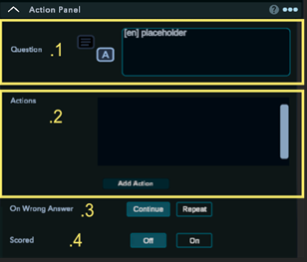 Action Panel
[en] placeholder
Question .1 A
Actions
.2
Add Action
On Wrong Answer .3 Continue Repeat
Scored .4 Off On